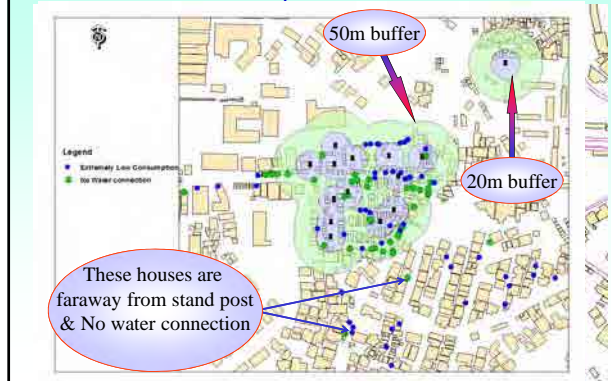 50m buffer
Legend
Extremely Low Consumption
No Water connection
20m buffer
These houses are
faraway from stand post
& No water connection